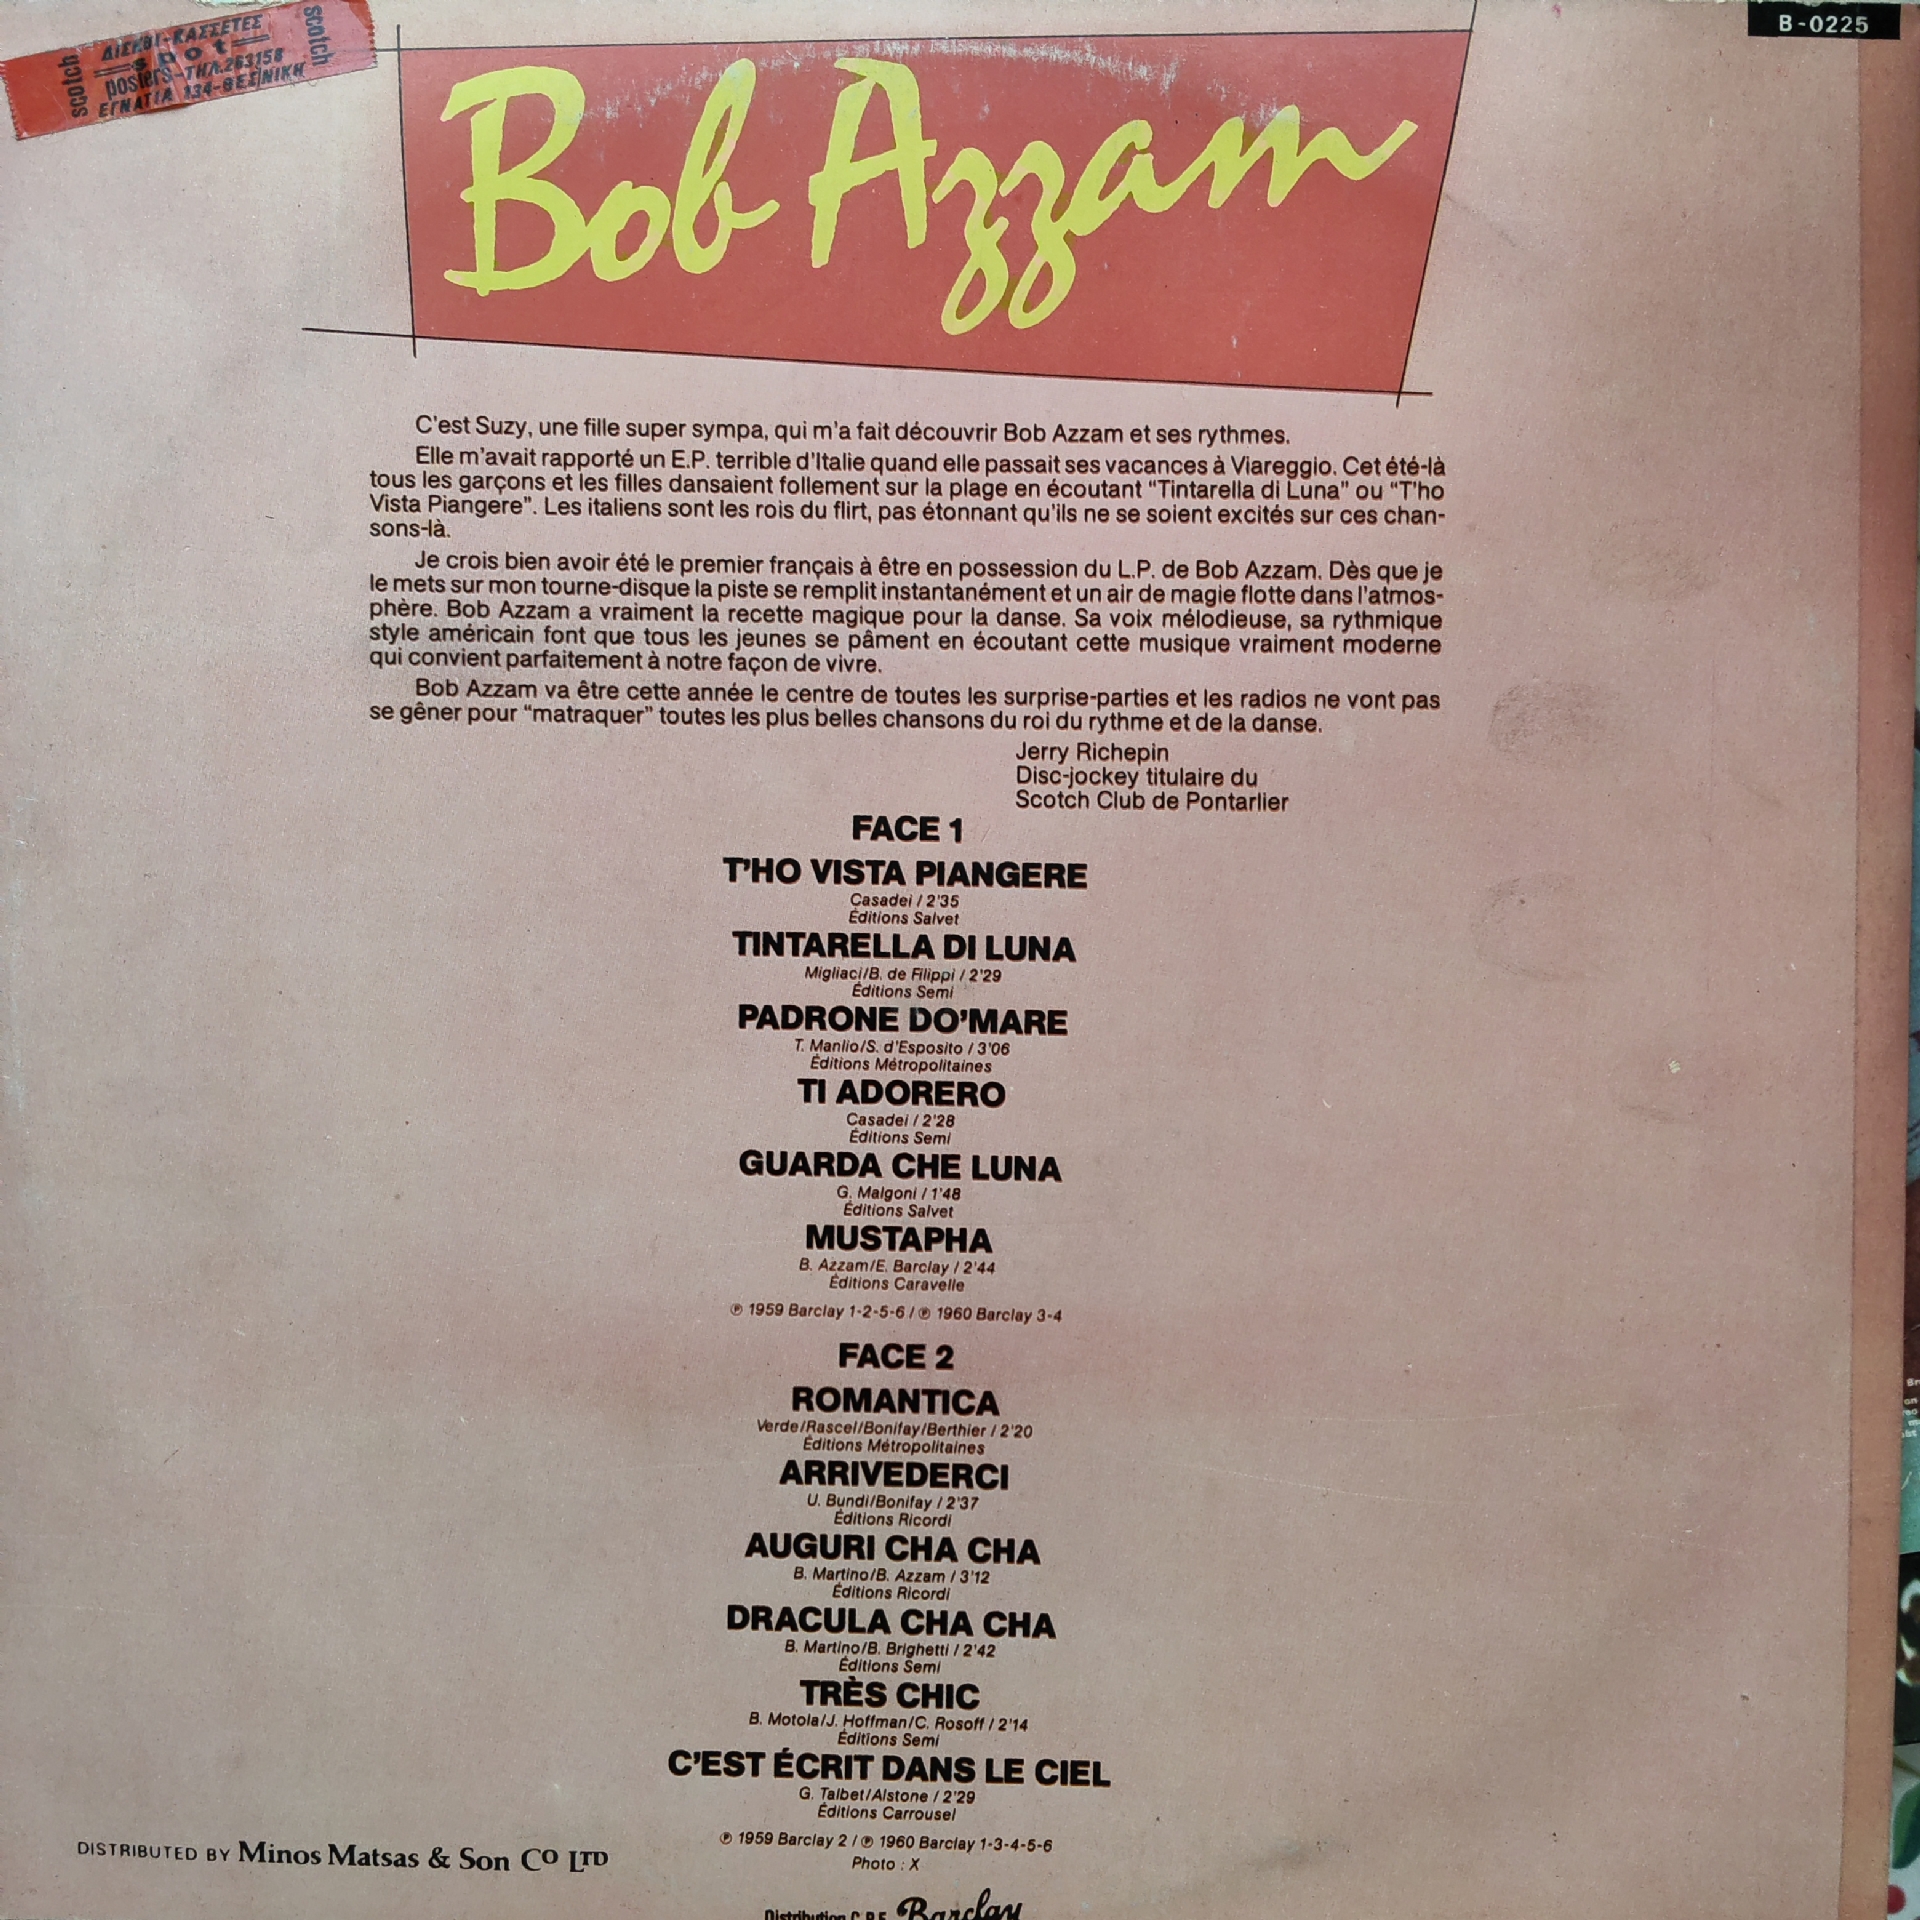 scotch
ΔΙΣΚΟΙ-ΚΑΣΣΕΤΕΣ
spot
posters-ΤΗΛ.263158
ΕΓΝΑΤΙΑ 134-ΘΕΣ/ΝΙΚΗ
scotch
B-0225
Bob Azzam
C'est Suzy, une fille super sympa, qui m'a fait découvrir Bob Azzam et ses rythmes.
Elle m'avait rapporté un E.P. terrible d'Italie quand elle passait ses vacances à Viareggio. Cet été-là
tous les garçons et les filles dansaient follement sur la plage en écoutant “Tintarella di Luna” ou “T'ho
Vista Piangere”. Les italiens sont les rois du flirt, pas étonnant qu'ils ne se soient excités sur ces chan-
sons-là.
Je crois bien avoir été le premier français à être en possession du L.P. de Bob Azzam. Dès que je
le mets sur mon tourne-disque la piste se remplit instantanément et un air de magie flotte dans l'atmos-
phère. Bob Azzam a vraiment la recette magique pour la danse. Sa voix mélodieuse, sa rythmique
style américain font que tous les jeunes se pâment en écoutant cette musique vraiment moderne
qui convient parfaitement à notre façon de vivre.
Bob Azzam va être cette année le centre de toutes les surprise-parties et les radios ne vont pas
se gêner pour “matraquer” toutes les plus belles chansons du roi du rythme et de la danse.
Jerry Richepin
Disc-jockey titulaire du
Scotch Club de Pontarlier
FACE 1
T'HO VISTA PIANGERE
Casadei / 2'35
Éditions Salvet
TINTARELLA DI LUNA
Migliaci/B. de Filippi / 2'29
Éditions Semi
PADRONE DO'MARE
T. Manlio/S. d'Esposito / 3'06
Éditions Métropolitaines
TI ADORERO
Casadei / 2'28
Éditions Semi
GUARDA CHE LUNA
G. Malgoni / 1'48
Éditions Salvet
MUSTAPHA
B. Azzam/E. Barclay / 2'44
Éditions Caravelle
℗ 1959 Barclay 1-2-5-6 / ℗ 1960 Barclay 3-4
FACE 2
ROMANTICA
Verde/Rascel/Bonifay/Berthier / 2'20
Éditions Métropolitaines
ARRIVEDERCI
U. Bundi/Bonifay / 2'37
Éditions Ricordi
AUGURI CHA CHA
B. Martino/B. Azzam / 3'12
Éditions Ricordi
DRACULA CHA CHA
B. Martino/B. Brighetti / 2'42
Éditions Semi
TRÈS CHIC
B. Motola/J. Hoffman/C. Rosoff / 2'14
Éditions Semi
C'EST ÉCRIT DANS LE CIEL
G. Talbet/Alstone / 2'29
Éditions Carrousel
℗ 1959 Barclay 2 / ℗ 1960 Barclay 1-3-4-5-6
Photo : X
DISTRIBUTED BY Minos Matsas & Son CO LTD
Distribution C.P.F. Barclay